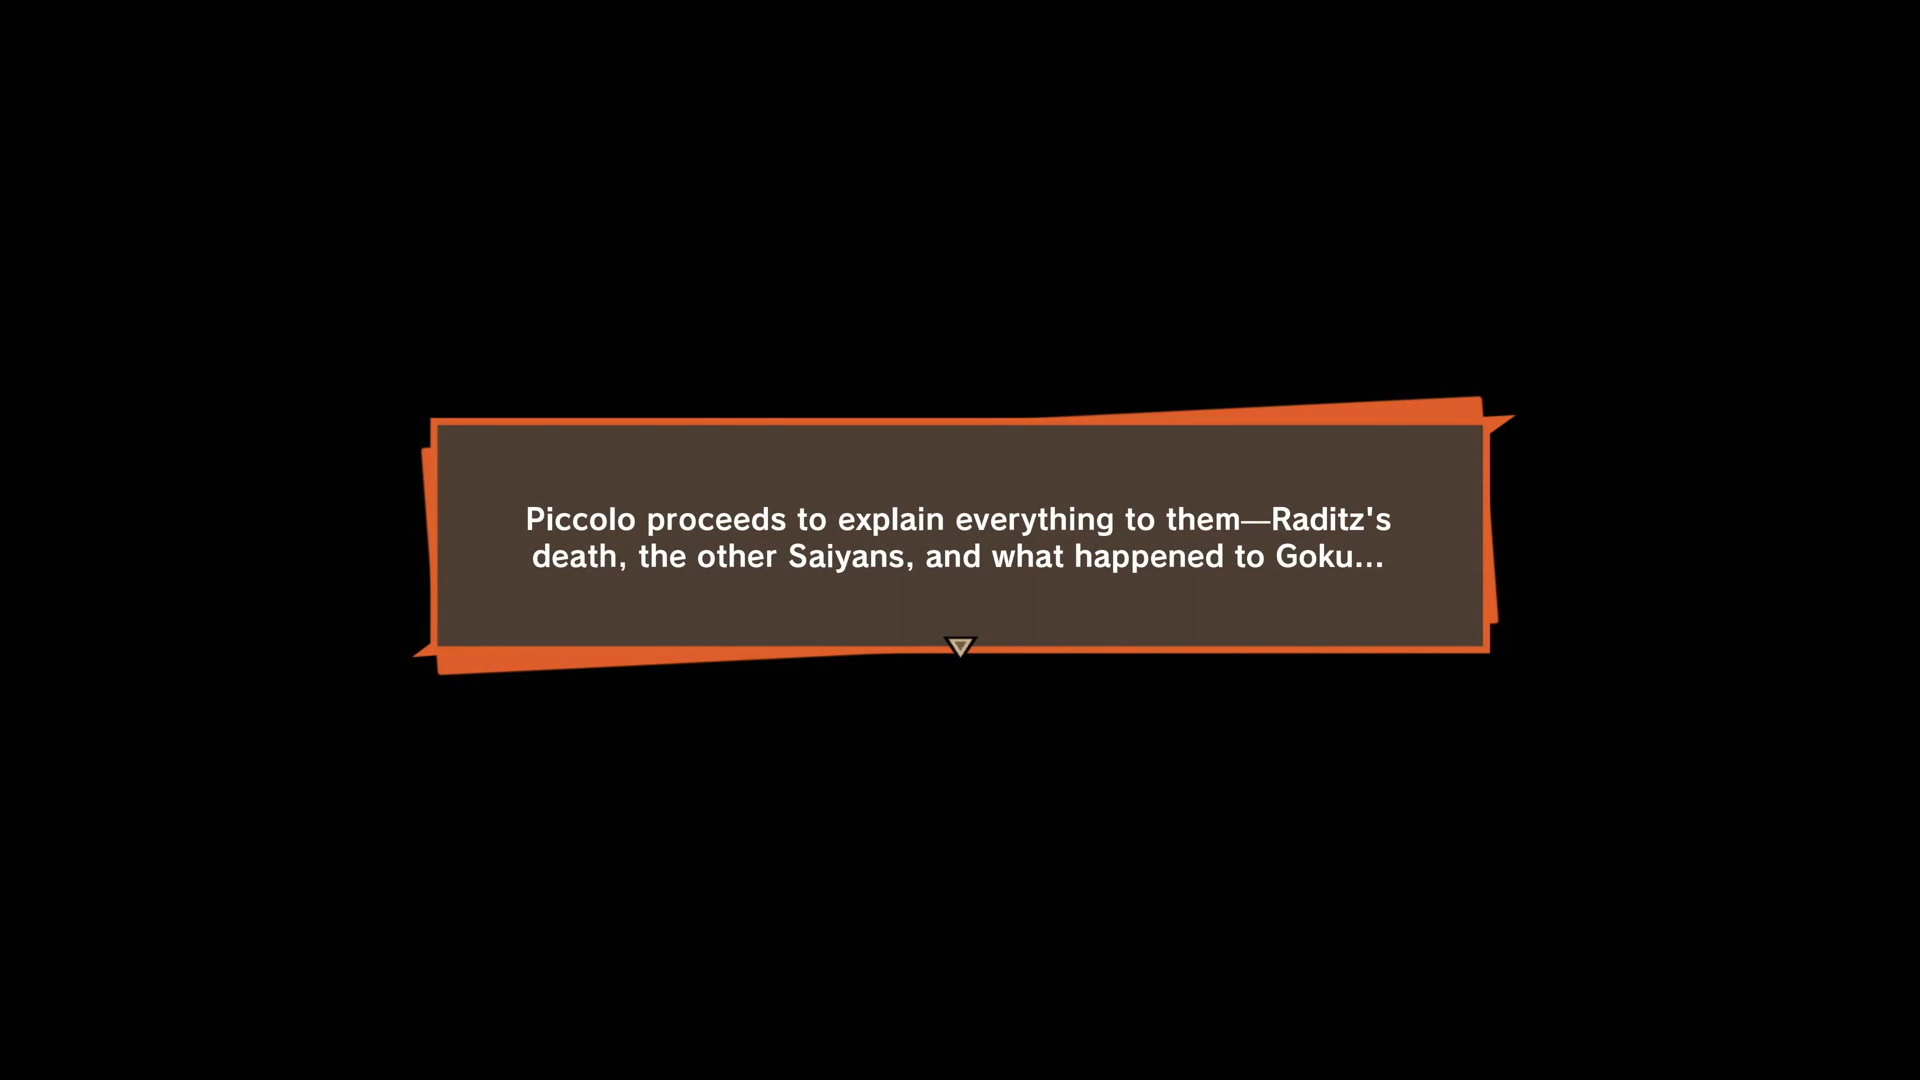 Piccolo proceeds to explain everything to them—Raditz's
death, the other Saiyans, and what happened to Goku...